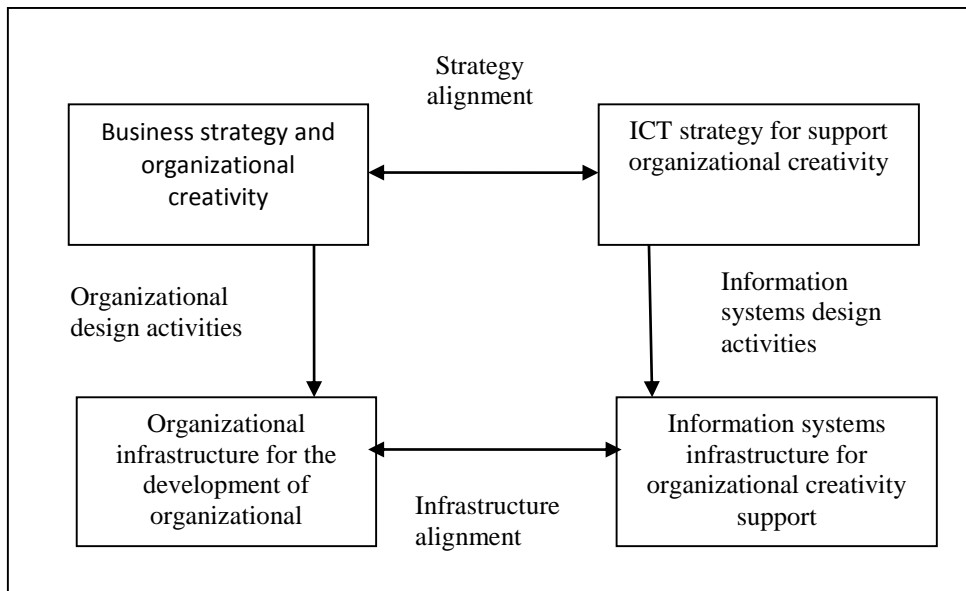 Strategy
alignment
Business strategy and
organizational
creativity
ICT strategy for support
organizational creativity
Organizational
design activities
Information
systems design
activities
Organizational
infrastructure for the
development of
organizational
Information systems
infrastructure for
organizational creativity
support
Infrastructure
alignment